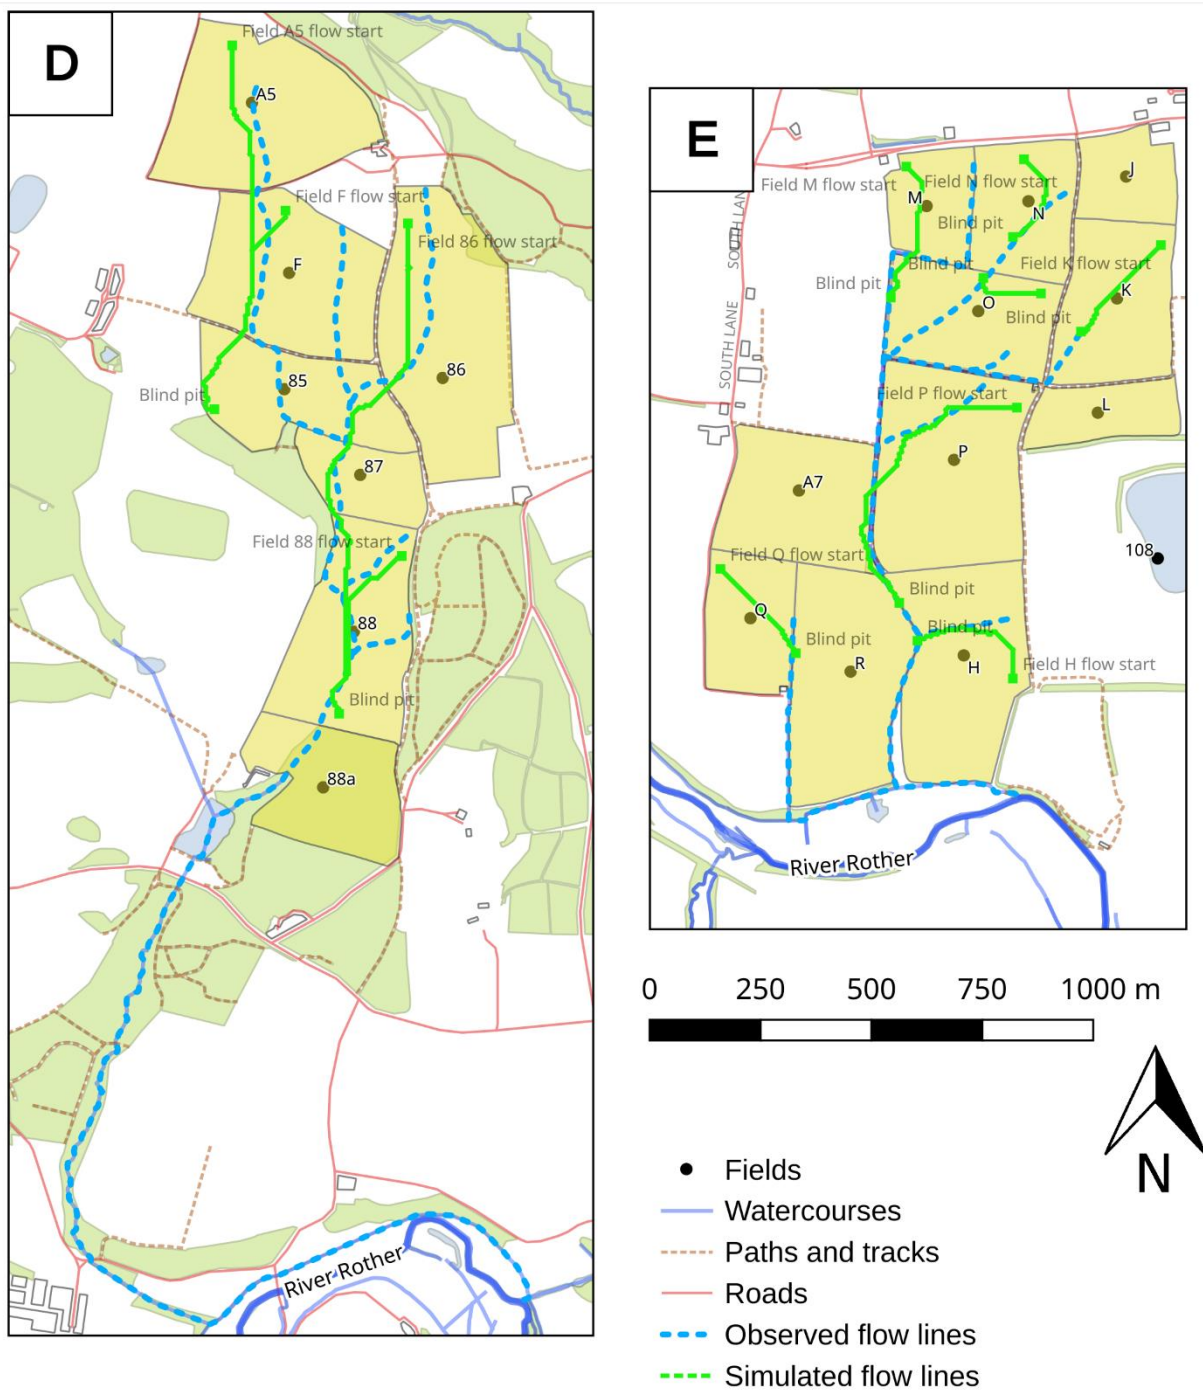 D
Field A5 flow start
A5
Field F flow start
Field 86 flow start
F
86
85
Blind pit
87
Field 88 flow start
88
Blind pit
88a
River Rother
E
J
Field M flow start
Field N flow start
M
N
Blind pit
SOUTH LAN
Blind pit
Field K flow start
Blind pit
K
O
Blind pit
SOUTH LANE
Field P flow start
L
P
A7
108
Field Q flow start
Blind pit
Q
Blind pit
Blind pit
R
H
Field H flow start
River Rother
0 250 500 750 1000 m
N
Fields
Watercourses
Paths and tracks
Roads
Observed flow lines
Simulated flow lines